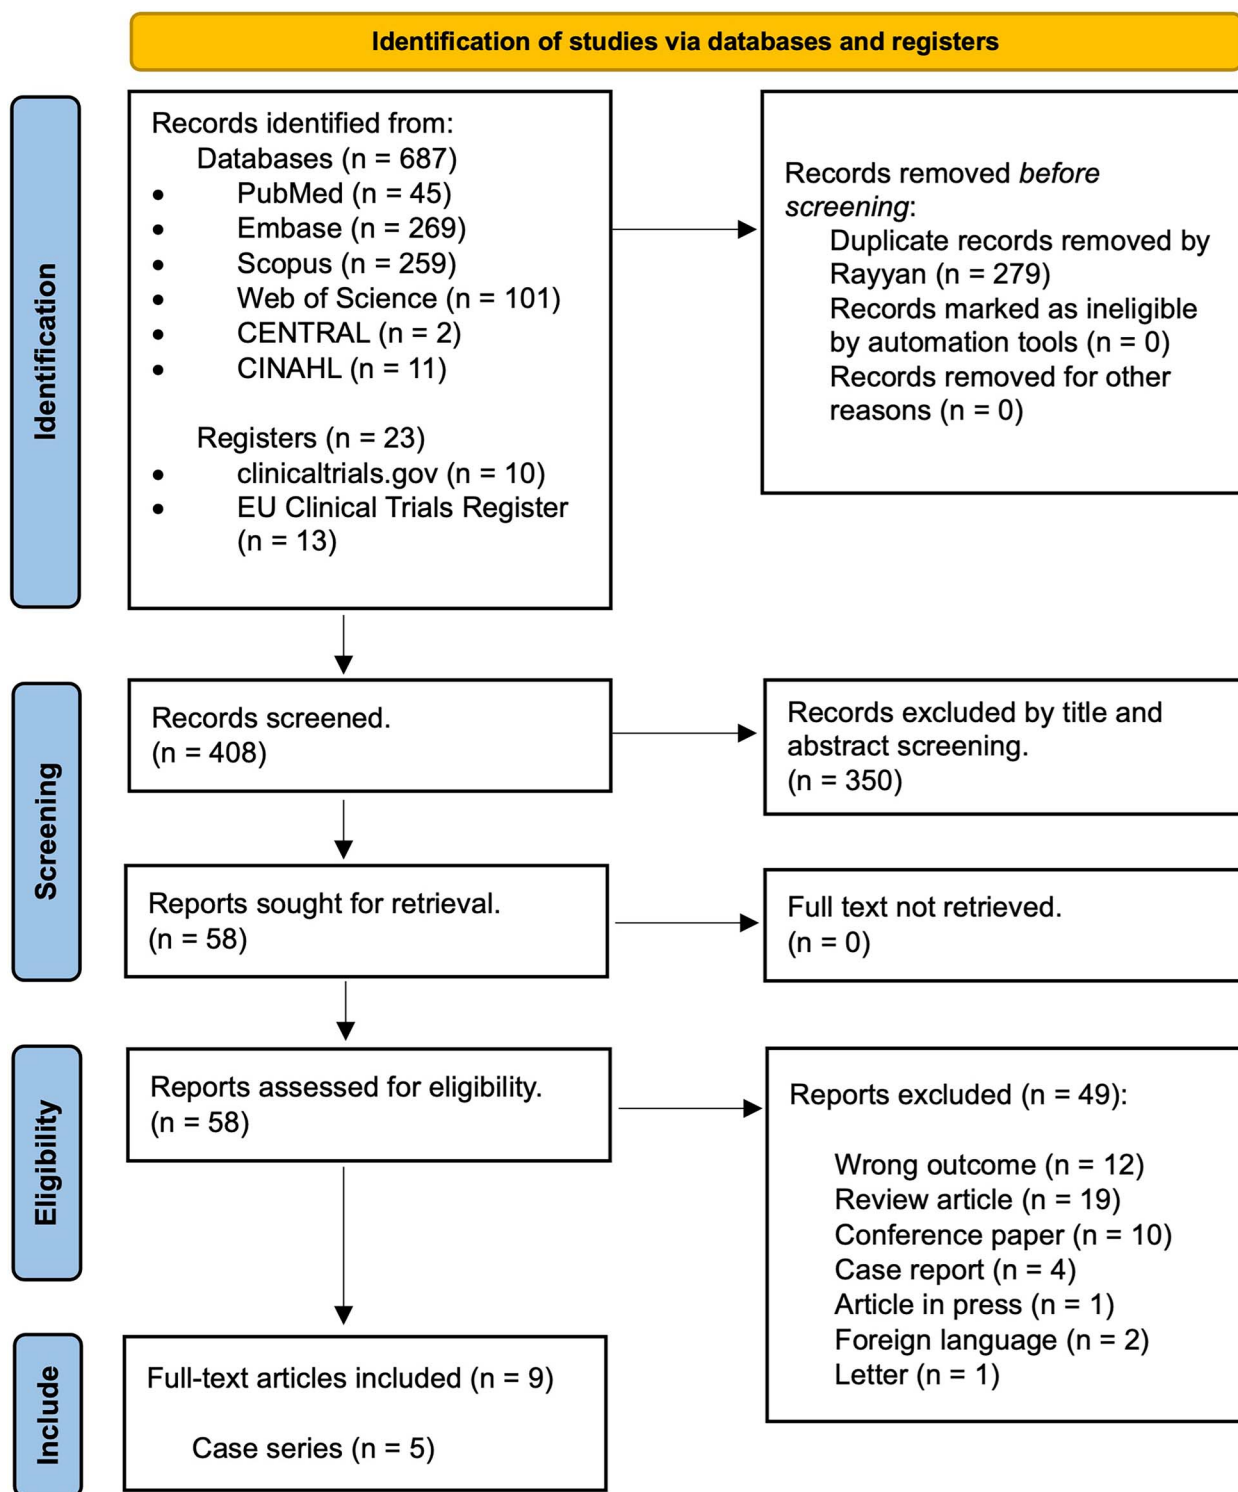 Identification of studies via databases and registers
Identification
Records identified from:
Databases (n = 687)
• PubMed (n = 45)
• Embase (n = 269)
• Scopus (n = 259)
• Web of Science (n = 101)
• CENTRAL (n = 2)
• CINAHL (n = 11)
Registers (n = 23)
• clinicaltrials.gov (n = 10)
• EU Clinical Trials Register
(n = 13)
Records removed before
screening:
Duplicate records removed by
Rayyan (n = 279)
Records marked as ineligible
by automation tools (n = 0)
Records removed for other
reasons (n = 0)
Screening
Records screened.
(n = 408)
Records excluded by title and
abstract screening.
(n = 350)
Reports sought for retrieval.
(n = 58)
Full text not retrieved.
(n = 0)
Eligibility
Reports assessed for eligibility.
(n = 58)
Reports excluded (n = 49):
Wrong outcome (n = 12)
Review article (n = 19)
Conference paper (n = 10)
Case report (n = 4)
Article in press (n = 1)
Foreign language (n = 2)
Letter (n = 1)
Include
Full-text articles included (n = 9)
Case series (n = 5)